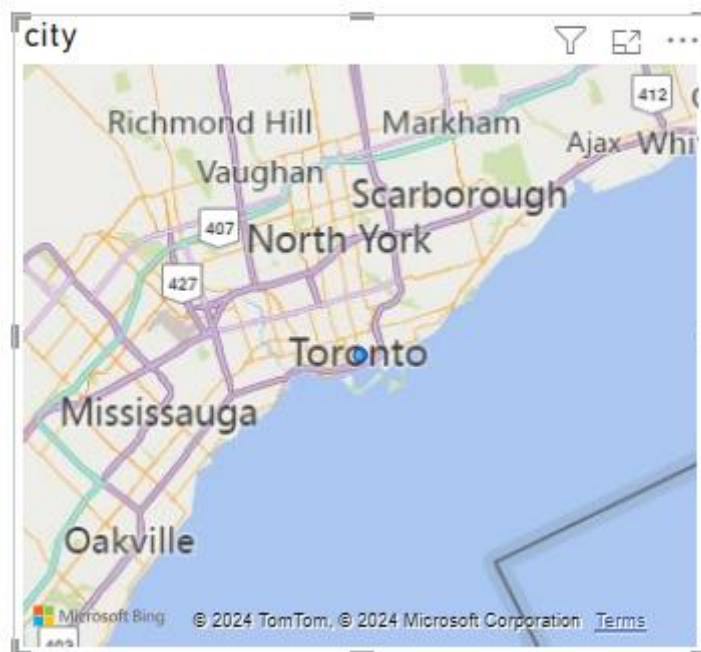 city
412
Richmond Hill
Markham
Ajax
Vaughan
Scarborough
407
North York
427
Toronto
Mississauga
Oakville
Microsoft Bing
© 2024 TomTom, © 2024 Microsoft Corporation Terms
403